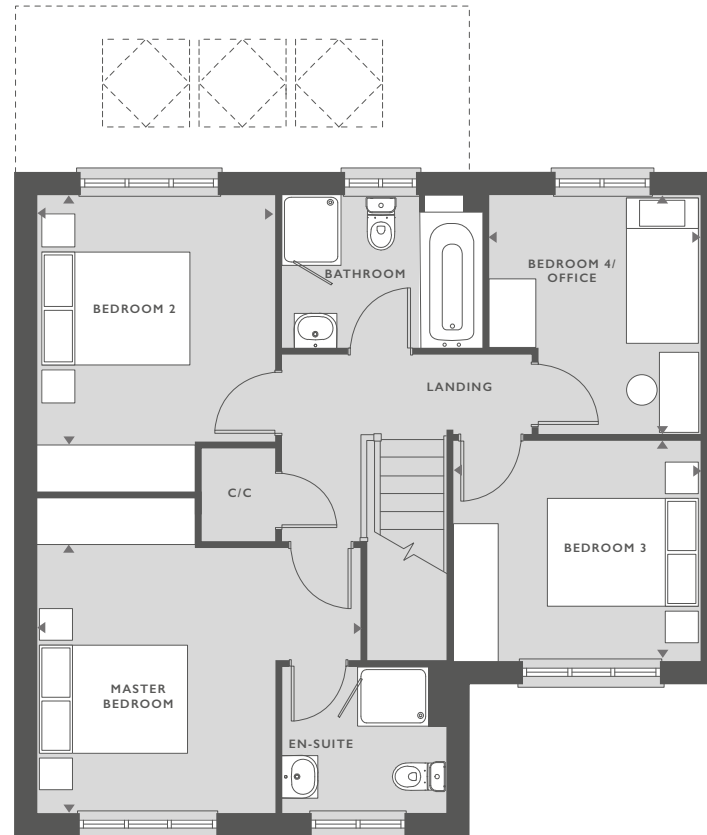 BATHROOM
BEDROOM 4/
OFFICE
BEDROOM 2
LANDING
C/C
BEDROOM 3
MASTER
BEDROOM
EN-SUITE